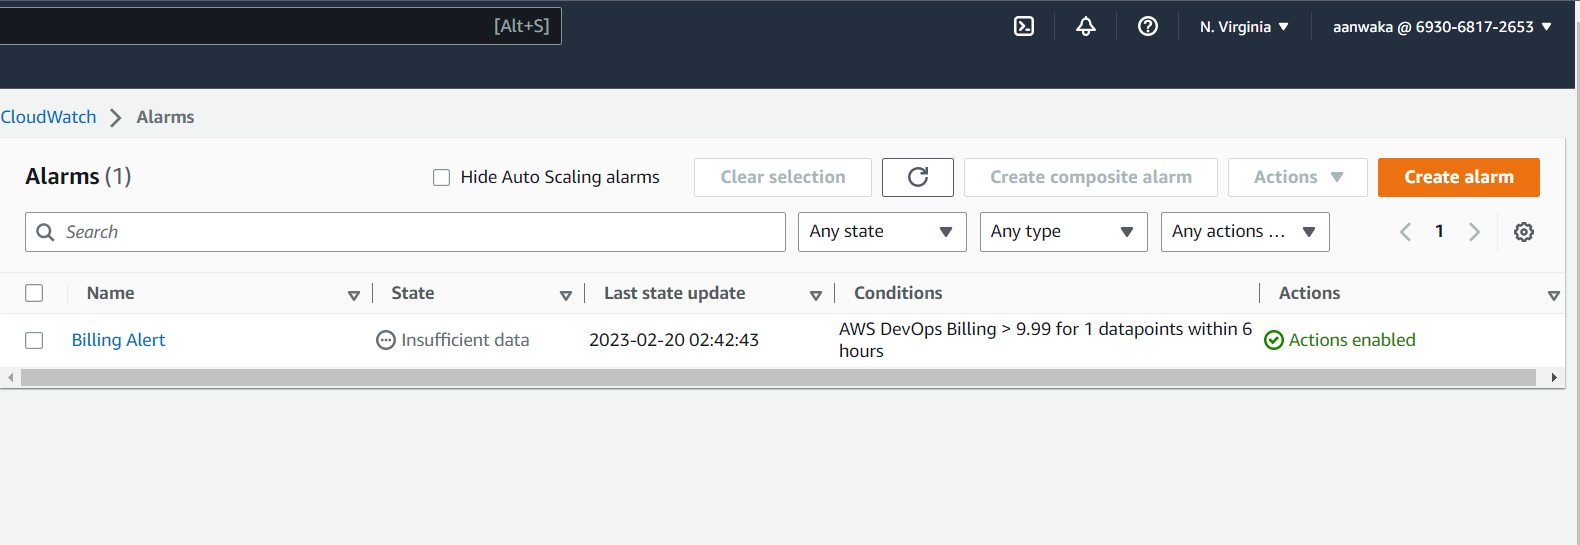 [Alt+S]
N. Virginia
aanwaka @ 6930-6817-2653
CloudWatch
Alarms
Alarms (1)
Hide Auto Scaling alarms
Clear selection
Create composite alarm
Actions
Create alarm
Search
Any state
Any type
Any actions ...
1
Name
State
Last state update
Conditions
Actions
Billing Alert
Insufficient data
2023-02-20 02:42:43
AWS DevOps Billing > 9.99 for 1 datapoints within 6
hours
Actions enabled